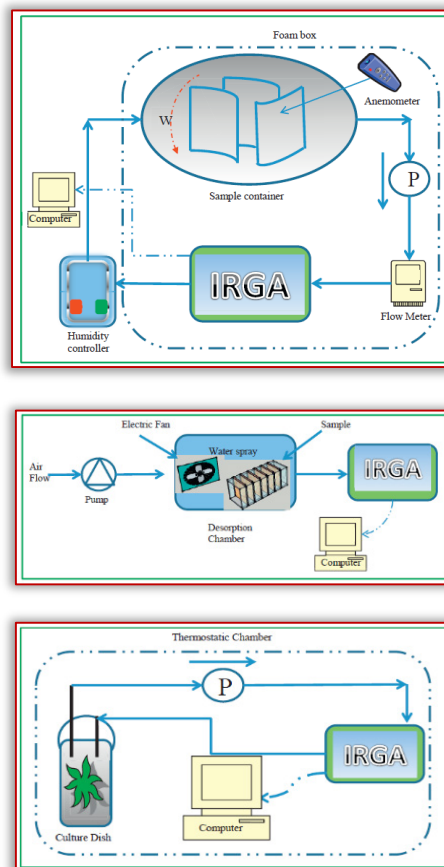 Foam box
Anemometer
W
P
Sample container
Computer
IRGA
Humidity
controller
Flow Meter
Electric Fan
Sample
Water spray
Air
Flow
IRGA
Pump
Desorption
Chamber
Computer
Thermostatic Chamber
P
IRGA
Computer
Culture Dish